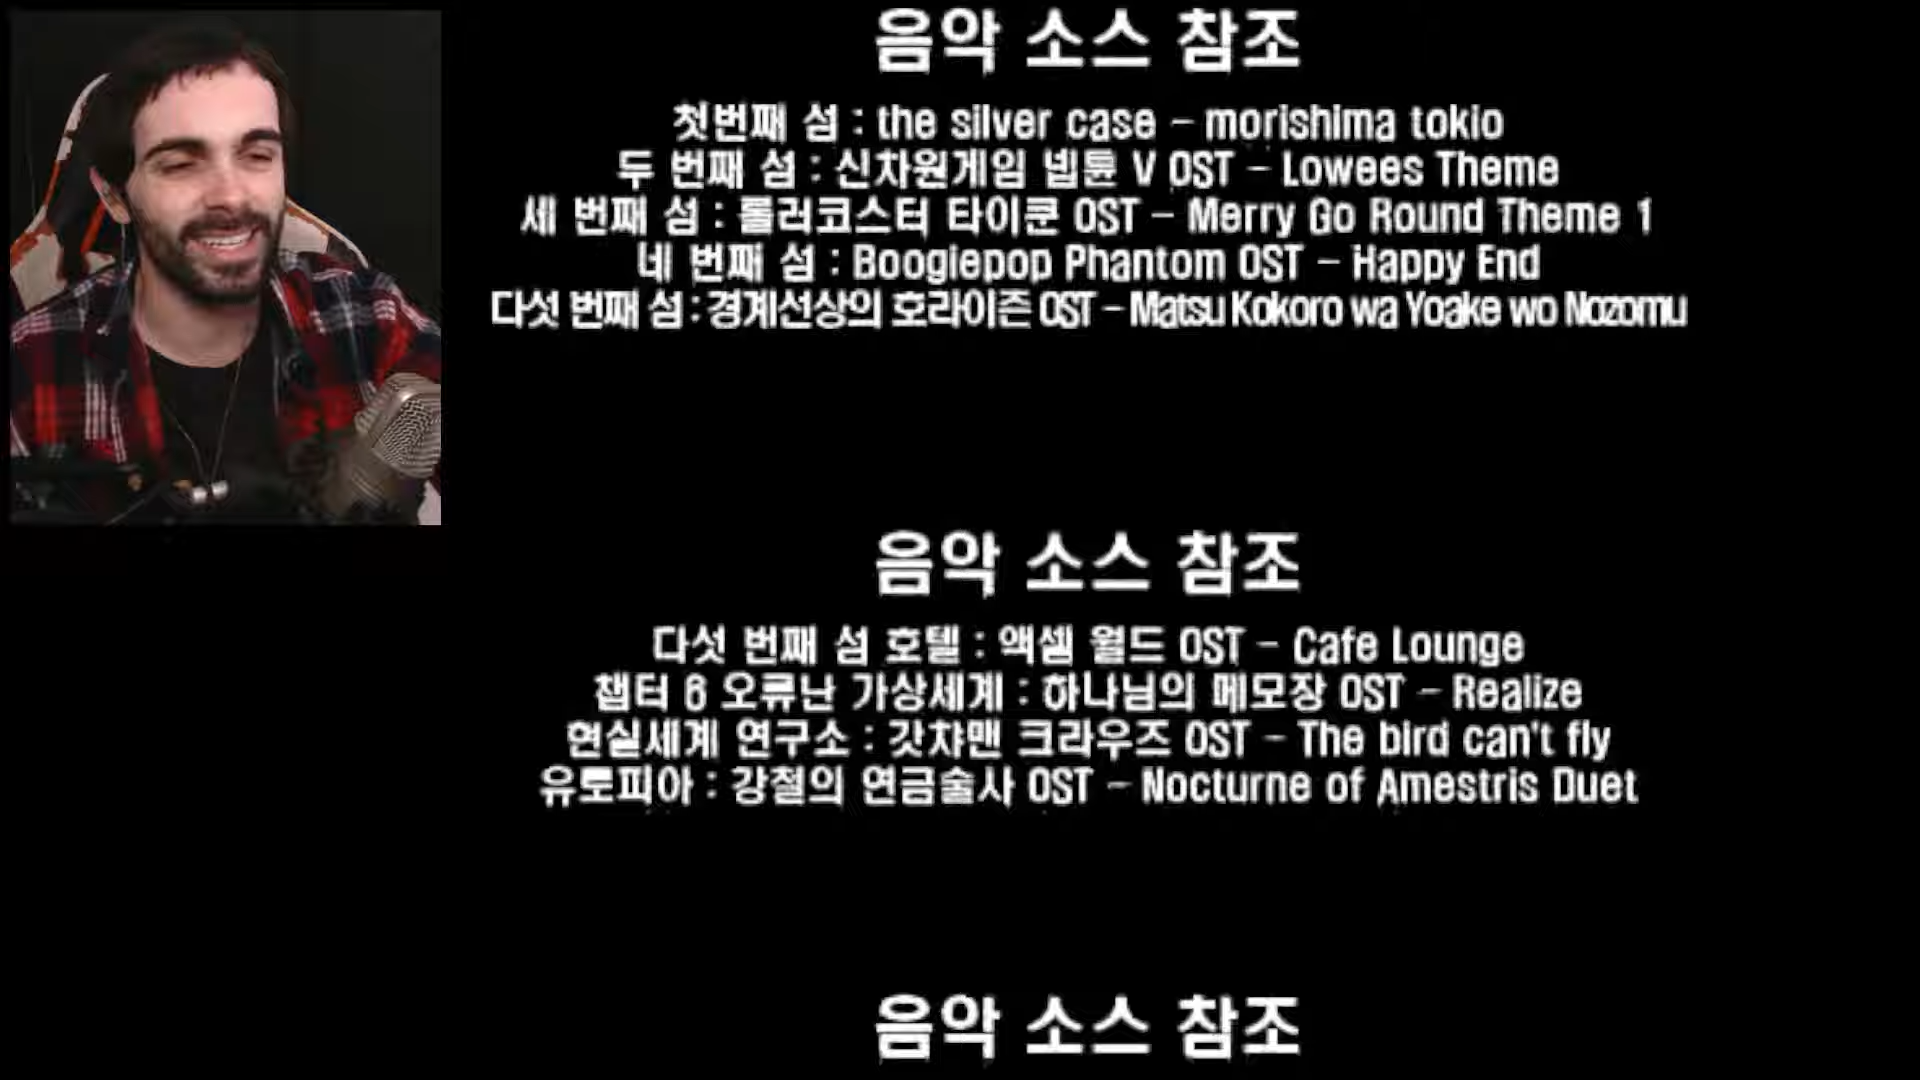 음악 소스 참조
첫번째 섬 : the silver case - morishima tokio
두 번째 섬 : 신차원게임 넵튠 V OST - Lowees Theme
세 번째 섬 : 롤러코스터 타이쿤 OST - Merry Go Round Theme 1
네 번째 섬 : Boogiepop Phantom OST - Happy End
다섯 번째 섬 : 경계선상의 호라이즌 OST - Matsu Kokoro wa Yoake wo Nozomu
음악 소스 참조
다섯 번째 섬 호텔 : 액셀 월드 OST - Cafe Lounge
챕터 6 오류난 가상세계 : 하나님의 메모장 OST - Realize
현실세계 연구소 : 갓챠맨 크라우즈 OST - The bird can't fly
유토피아 : 강철의 연금술사 OST - Nocturne of Amestris Duet
음악 소스 참조